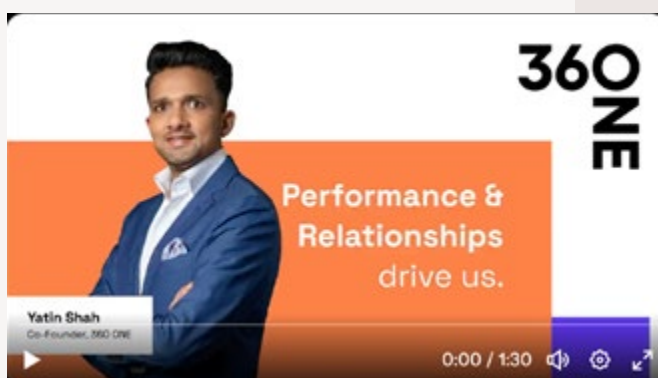 360
ONE
Performance &
Relationships
drive us.
Yatin Shah
Co-Founder, 360 ONE
0:00 / 1:30